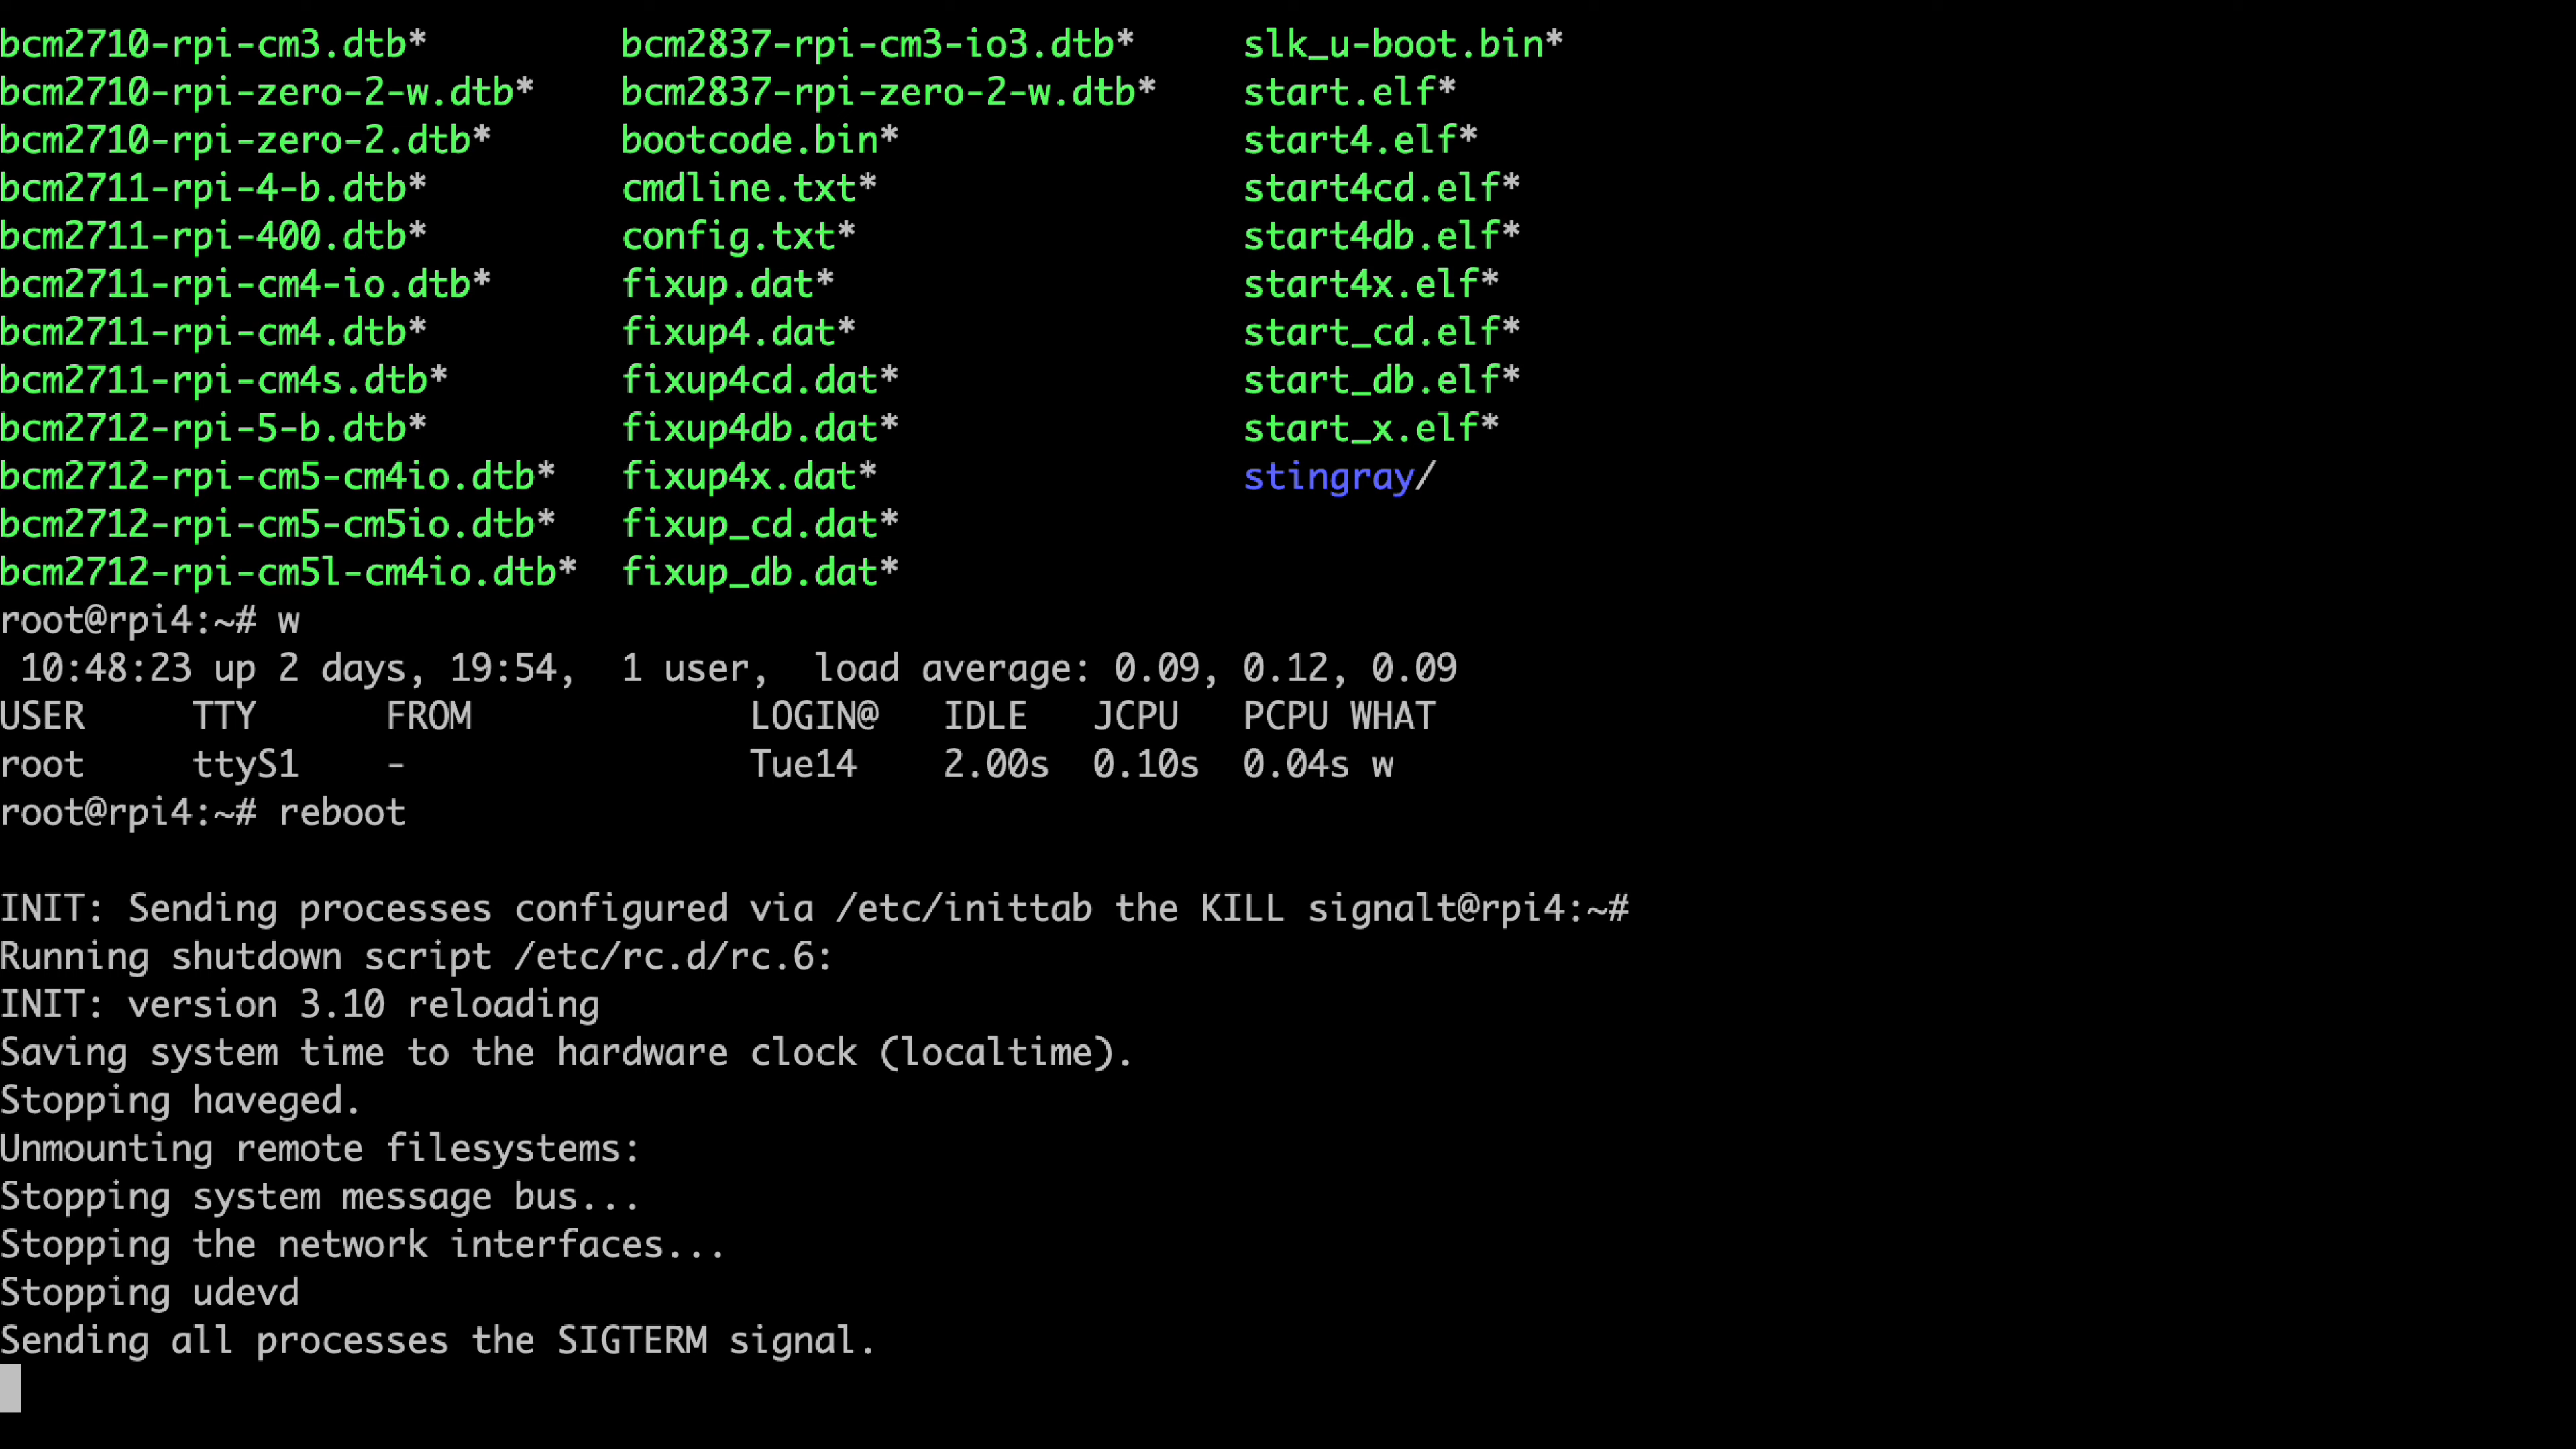 bcm2710-rpi-cm3.dtb* bcm2837-rpi-cm3-io3.dtb* slk_u-boot.bin*
bcm2710-rpi-zero-2-w.dtb* bcm2837-rpi-zero-2-w.dtb* start.elf*
bcm2710-rpi-zero-2.dtb* bootcode.bin* start4.elf*
bcm2711-rpi-4-b.dtb* cmdline.txt* start4cd.elf*
bcm2711-rpi-400.dtb* config.txt* start4db.elf*
bcm2711-rpi-cm4-io.dtb* fixup.dat* start4x.elf*
bcm2711-rpi-cm4.dtb* fixup4.dat* start_cd.elf*
bcm2711-rpi-cm4s.dtb* fixup4cd.dat* start_db.elf*
bcm2712-rpi-5-b.dtb* fixup4db.dat* start_x.elf*
bcm2712-rpi-cm5-cm4io.dtb* fixup4x.dat* stingray/
bcm2712-rpi-cm5-cm5io.dtb* fixup_cd.dat*
bcm2712-rpi-cm5l-cm4io.dtb* fixup_db.dat*
root@rpi4:~# w
10:48:23 up 2 days, 19:54, 1 user, load average: 0.09, 0.12, 0.09
USER TTY FROM LOGIN@ IDLE JCPU PCPU WHAT
root ttyS1 - Tue14 2.00s 0.10s 0.04s w
root@rpi4:~# reboot
INIT: Sending processes configured via /etc/inittab the KILL signalt@rpi4:~#
Running shutdown script /etc/rc.d/rc.6:
INIT: version 3.10 reloading
Saving system time to the hardware clock (localtime).
Stopping haveged.
Unmounting remote filesystems:
Stopping system message bus...
Stopping the network interfaces...
Stopping udevd
Sending all processes the SIGTERM signal.